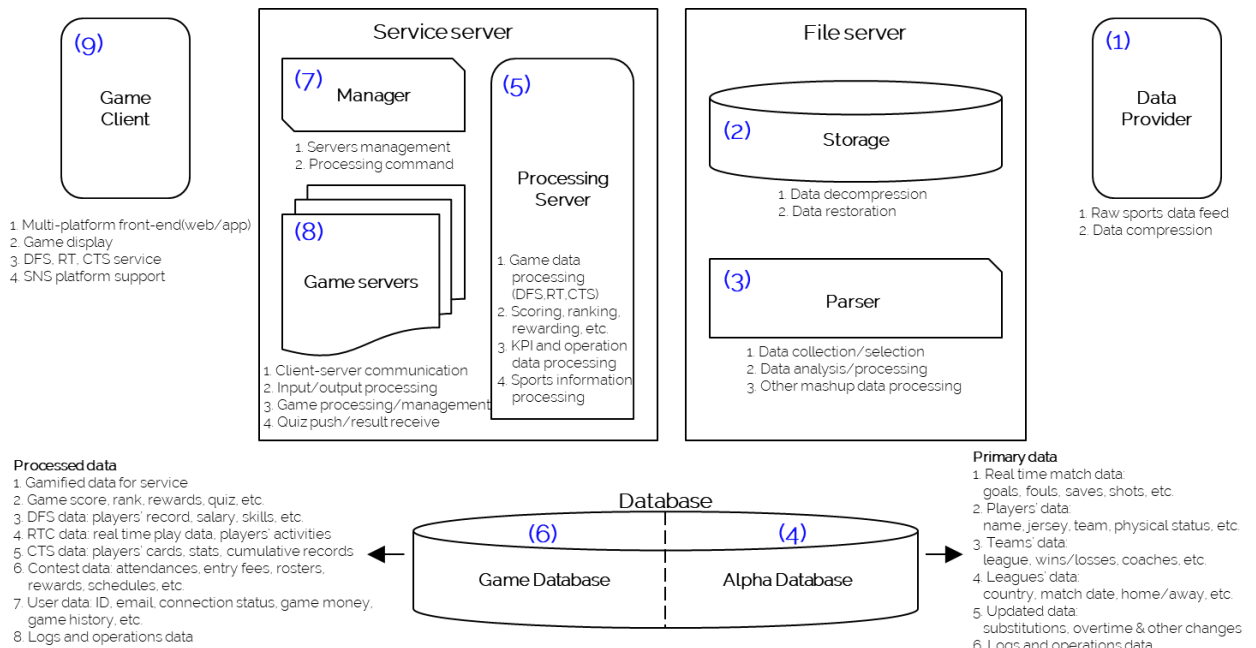 (9)
Game
Client
1. Multi-platform front-end(web/app)
2. Game display
3. DFS, RT, CTS service
4. SNS platform support
Service server
(7)
Manager
1. Servers management
2. Processing command
(8)
Game servers
1. Client-server communication
2. Input/output processing
3. Game processing/management
4. Quiz push/result receive
(5)
Processing
Server
1. Game data
processing
(DFS,RT,CTS)
2. Scoring, ranking,
rewarding, etc.
3. KPI and operation
data processing
4. Sports information
processing
File server
(2)
Storage
1. Data decompression
2. Data restoration
(3)
Parser
1. Data collection/selection
2. Data analysis/processing
3. Other mashup data processing
(1)
Data
Provider
1. Raw sports data feed
2. Data compression
Processed data
1. Gamified data for service
2. Game score, rank, rewards, quiz, etc.
3. DFS data: players' record, salary, skills, etc.
4. RTC data: real time play data, players' activities
5. CTS data: players' cards, stats, cumulative records
6. Contest data: attendances, entry fees, rosters,
rewards, schedules, etc.
7. User data: ID, email, connection status, game money,
game history, etc.
8. Logs and operations data
Database
(6)
Game Database
(4)
Alpha Database
Primary data
1. Real time match data:
goals, fouls, saves, shots, etc.
2. Players' data:
name, jersey, team, physical status, etc.
3. Teams' data:
league, wins/losses, coaches, etc.
4. Leagues' data:
country, match date, home/away, etc.
5. Updated data:
substitutions, overtime & other changes
6. Logs and operations data